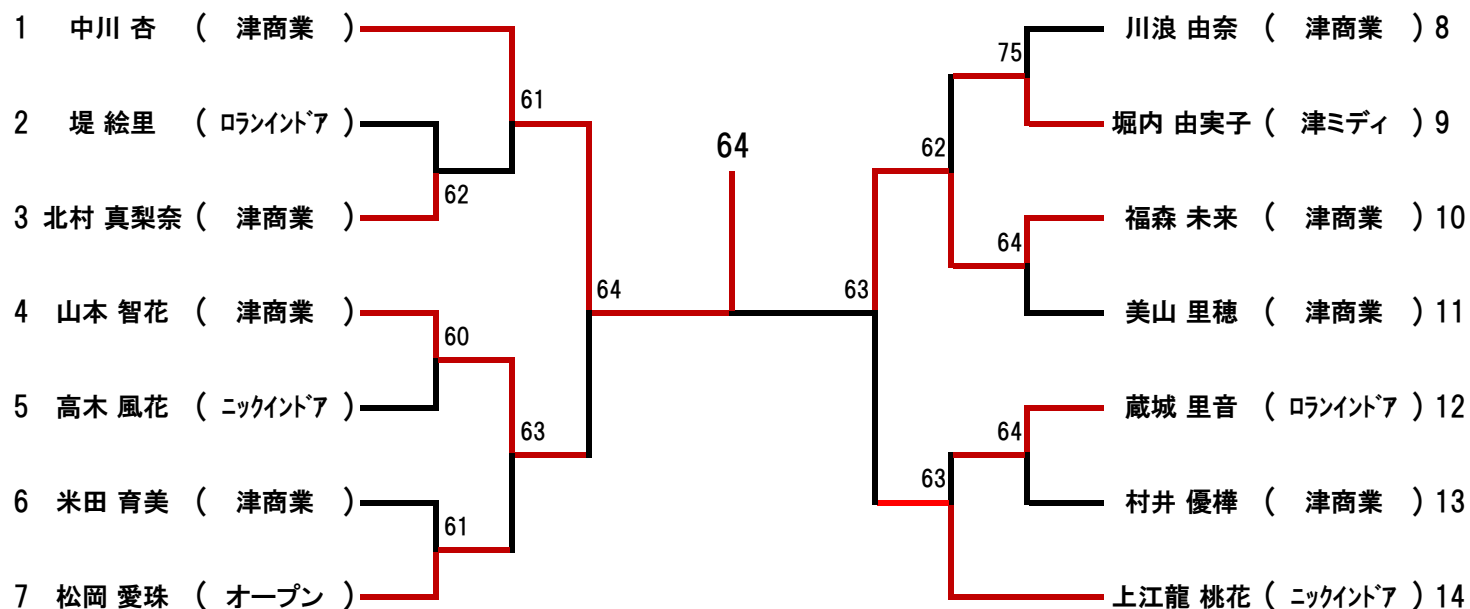 1 中川 杏 ( 津商業 )
61
2 堤 絵里 ( ロランインドア )
62
3 北村 真梨奈 ( 津商業 )
64
4 山本 智花 ( 津商業 )
60
5 高木 風花 ( ニックインドア )
63
6 米田 育美 ( 津商業 )
61
7 松岡 愛珠 ( オープン )
64
川浪 由奈 ( 津商業 ) 8
75
堀内 由実子 ( 津ミディ ) 9
62
福森 未来 ( 津商業 ) 10
64
美山 里穂 ( 津商業 ) 11
63
蔵城 里音 ( ロランインドア ) 12
64
村井 優樺 ( 津商業 ) 13
63
上江龍 桃花 ( ニックインドア ) 14